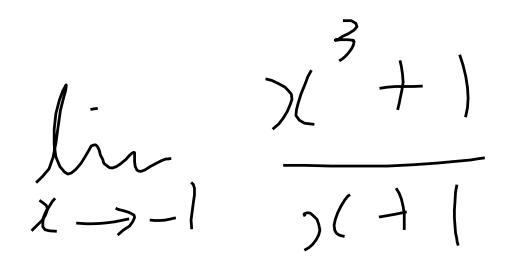 lim x→-1 (x^3+1)/(x+1)